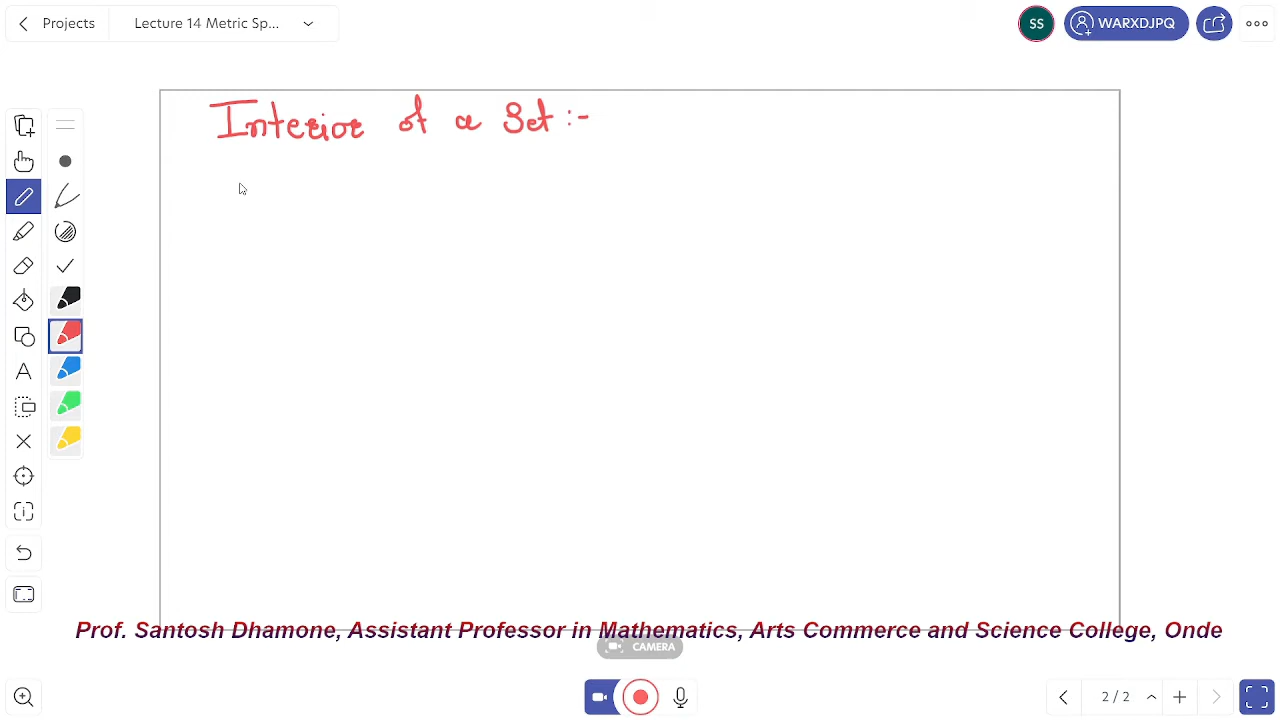 Projects
Lecture 14 Metric Sp...
SS
WARXDJPQ
Interior of a Set :-
A
Prof. Santosh Dhamone, Assistant Professor in Mathematics, Arts Commerce and Science College, Onde
CAMERA
2 / 2